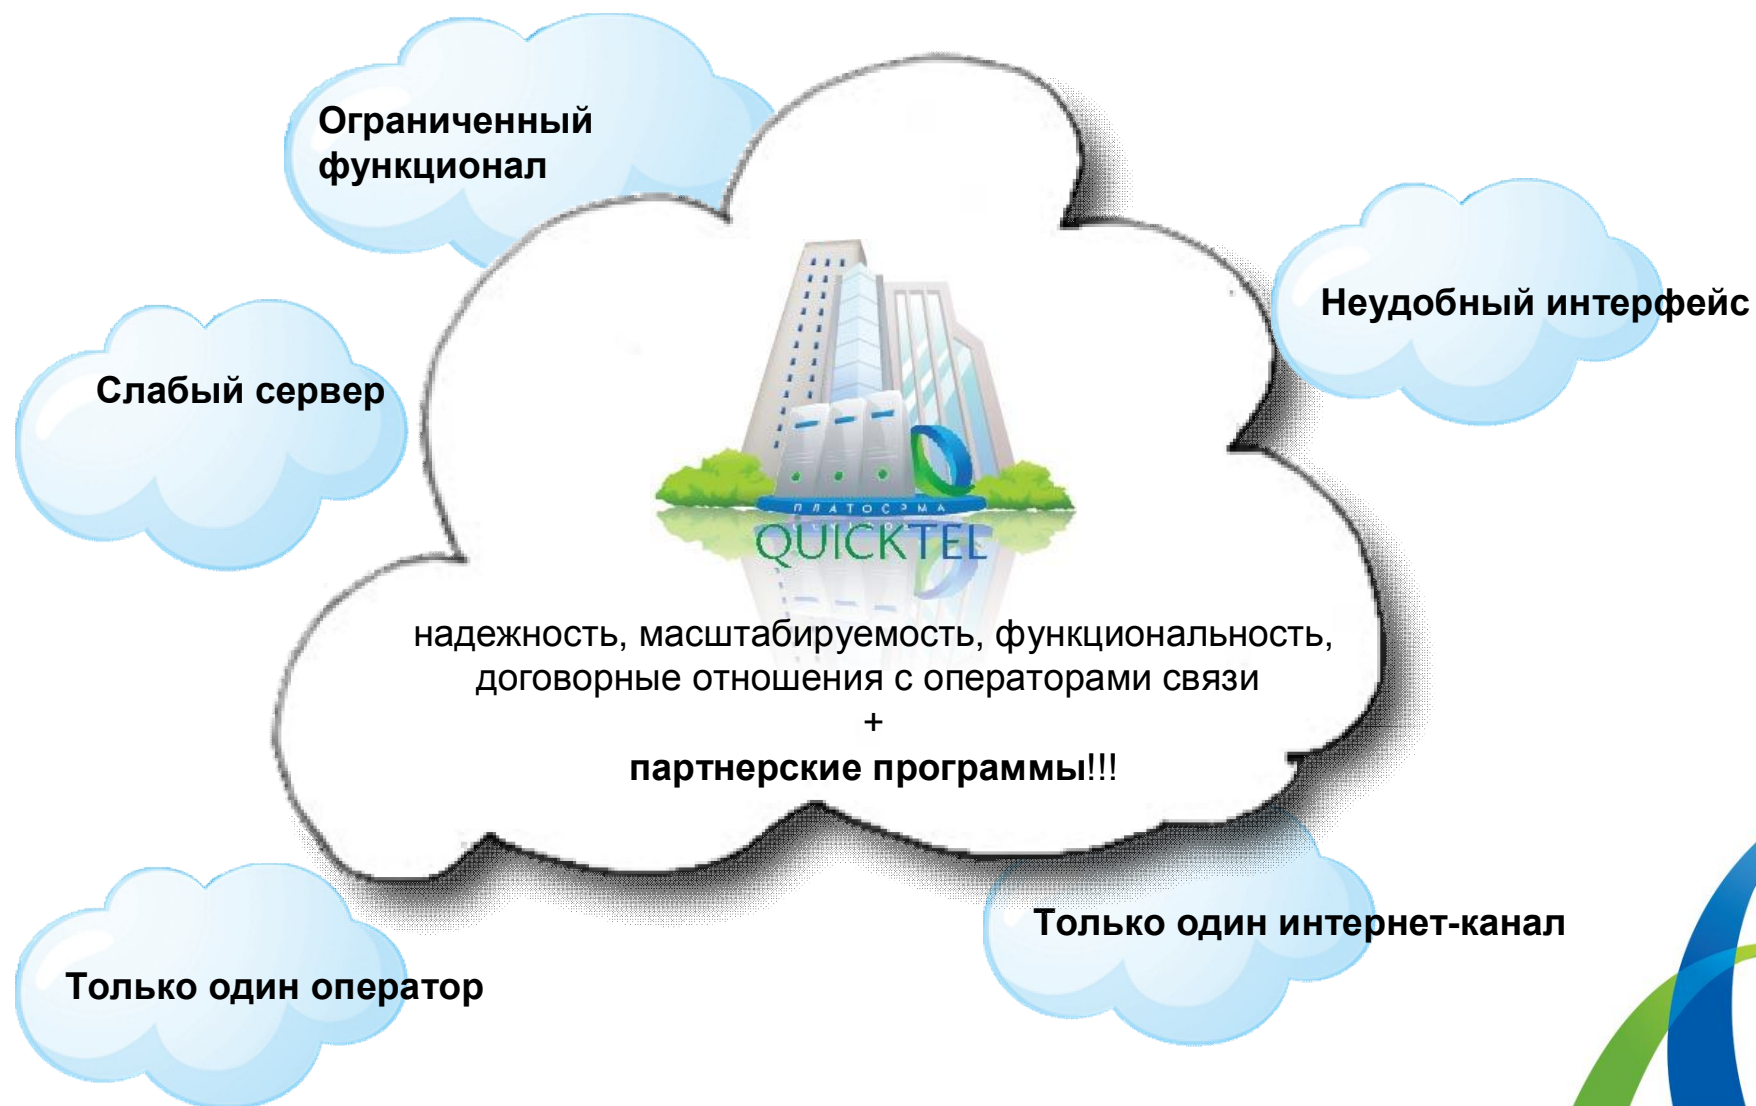 Ограниченный
функционал
Неудобный интерфейс
Слабый сервер
ПЛАТОСРМА
QUICKTEL
надежность, масштабируемость, функциональность,
договорные отношения с операторами связи
+
партнерские программы!!!
Только один интернет-канал
Только один оператор